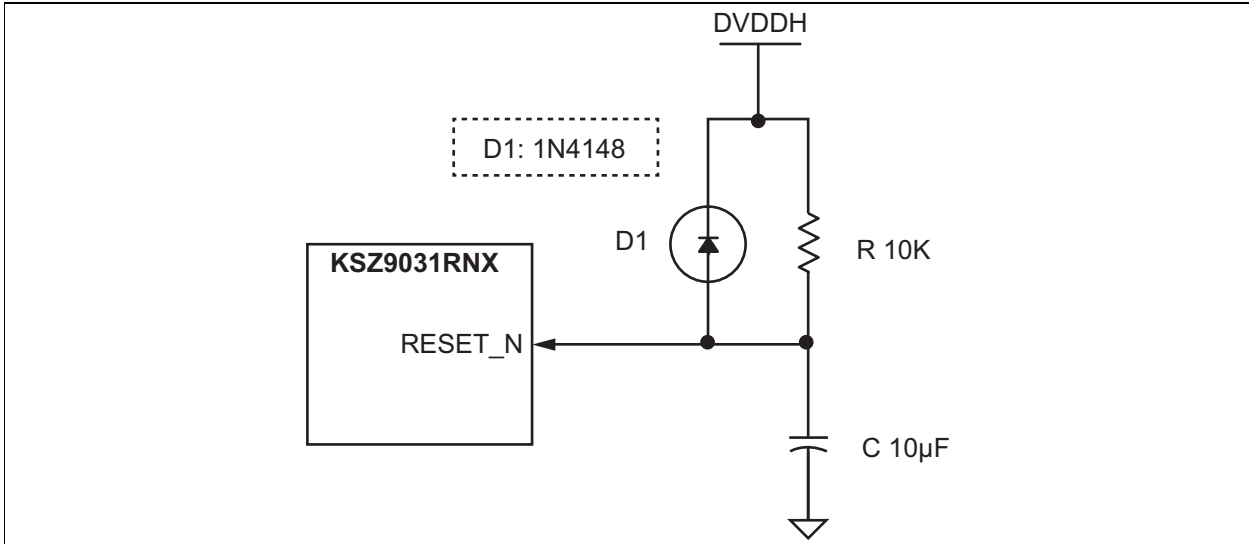 DVDDH
D1: 1N4148
D1
R 10K
KSZ9031RNX
RESET_N
C 10µF